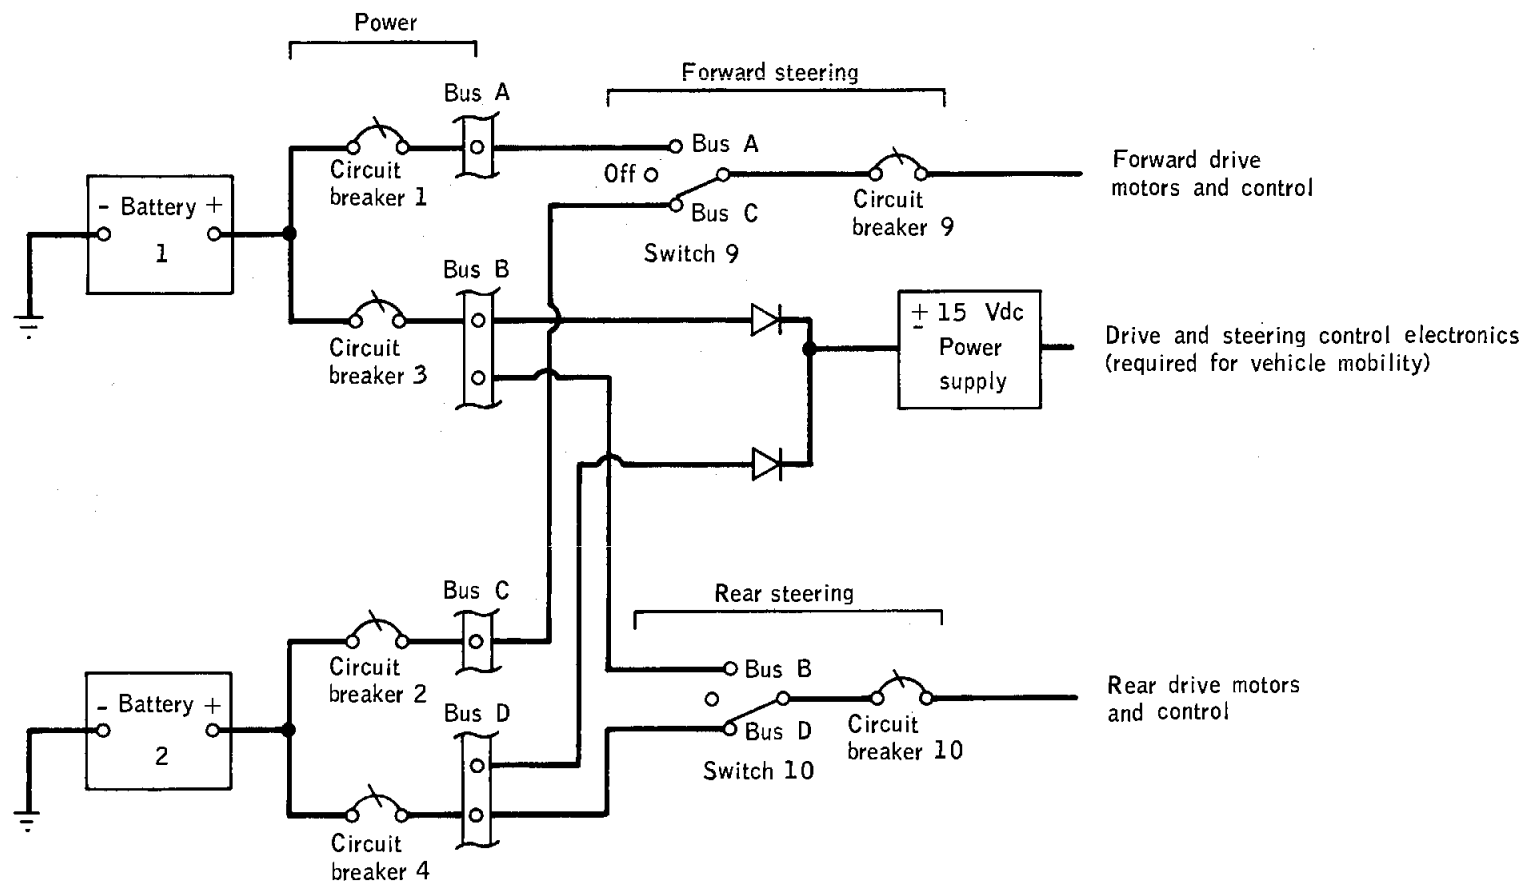 Power
Forward steering
Bus A
Bus A
Off
Bus C
Switch 9
Circuit
breaker 1
Circuit
breaker 9
Forward drive
motors and control
- Battery +
1
Bus B
Circuit
breaker 3
± 15 Vdc
Power
supply
Drive and steering control electronics
(required for vehicle mobility)
Bus C
Circuit
breaker 2
Rear steering
Bus B
Bus D
Switch 10
Circuit
breaker 10
Rear drive motors
and control
- Battery +
2
Bus D
Circuit
breaker 4